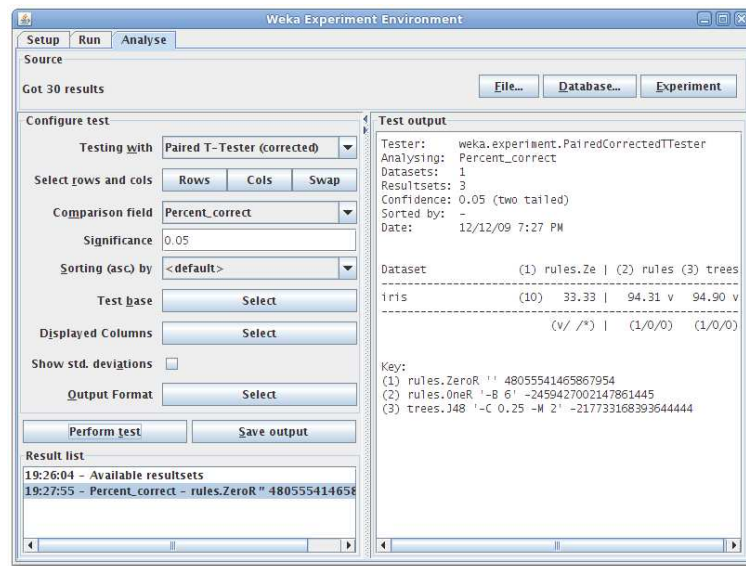 Weka Experiment Environment
Setup Run Analyse
Source
Got 30 results
File... Database... Experiment
Configure test
Testing with Paired T-Tester (corrected)
Select rows and cols Rows Cols Swap
Comparison field Percent_correct
Significance 0.05
Sorting (asc.) by <default>
Test base Select
Displayed Columns Select
Show std. deviations
Output Format Select
Perform test Save output
Result list
19:26:04 - Available resultsets
19:27:55 - Percent_correct - rules.ZeroR '' 480555414658
Test output
Tester: weka.experiment.PairedCorrectedTTester
Analysing: Percent_correct
Datasets: 1
Resultsets: 3
Confidence: 0.05 (two tailed)
Sorted by: -
Date: 12/12/09 7:27 PM
Dataset (1) rules.Ze | (2) rules (3) trees
iris (10) 33.33 | 94.31 v 94.90 v
(v/ /*) | (1/0/0) (1/0/0)
Key:
(1) rules.ZeroR '' 48055541465867954
(2) rules.OneR '-B 6' -2459427002147861445
(3) trees.J48 '-C 0.25 -M 2' -217733168393644444